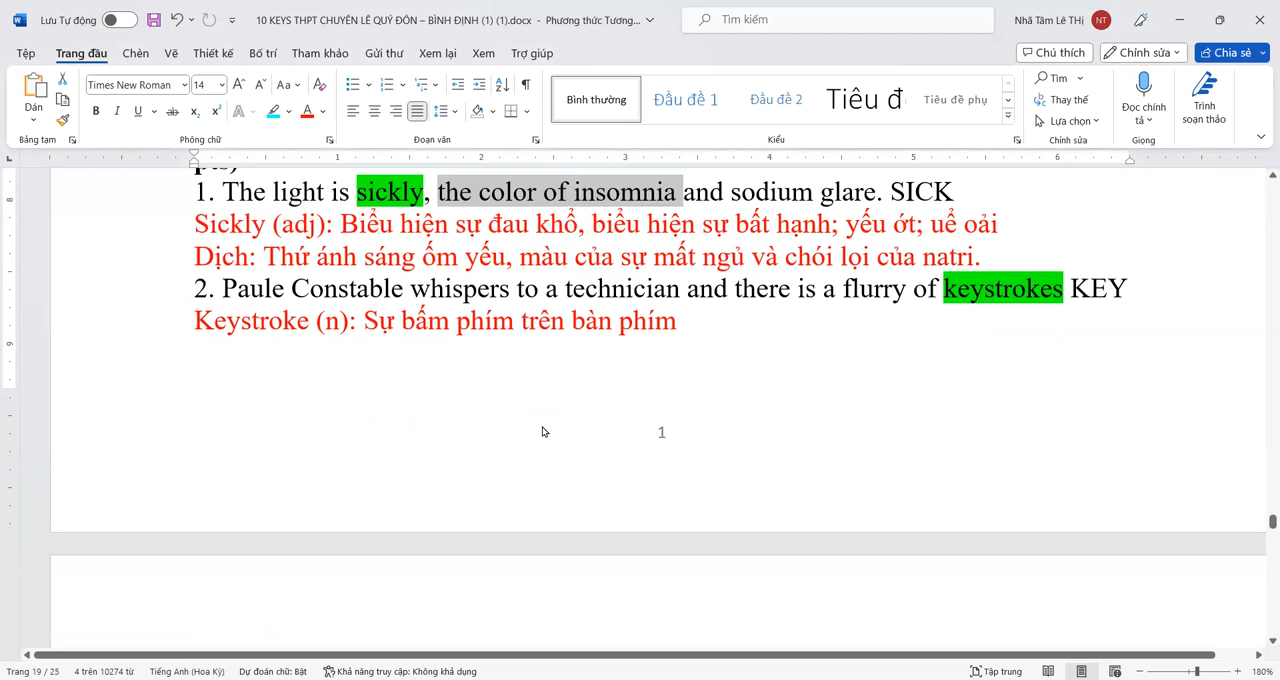 Lưu Tự động
10 KEYS THPT CHUYÊN LÊ QUÝ ĐÔN – BÌNH ĐỊNH (1) (1).docx - Phương thức Tương...
Tìm kiếm
Nhã Tâm Lê THị
NT
Tệp Trang đầu Chèn Vẽ Thiết kế Bố trí Tham khảo Gửi thư Xem lại Xem Trợ giúp
Chú thích Chỉnh sửa Chia sẻ
Dán
Times New Roman 14
Bình thường Đầu đề 1 Đầu đề 2 Tiêu đ Tiêu đề phụ
Tìm
Thay thế
Lựa chọn
Đọc chính tả
Trình soạn thảo
Bảng tạm Phông chữ Đoạn văn Kiểu Chỉnh sửa Giọng
1 2 3 4 5 6
pts)
1. The light is sickly, the color of insomnia and sodium glare. SICK
Sickly (adj): Biểu hiện sự đau khổ, biểu hiện sự bất hạnh; yếu ớt; uể oải
Dịch: Thứ ánh sáng ốm yếu, màu của sự mất ngủ và chói lọi của natri.
2. Paule Constable whispers to a technician and there is a flurry of keystrokes KEY
Keystroke (n): Sự bấm phím trên bàn phím
1
Trang 19 / 25 4 trên 10274 từ Tiếng Anh (Hoa Kỳ) Dự đoán chữ: Bật Khả năng truy cập: Không khả dụng
Tập trung
180%